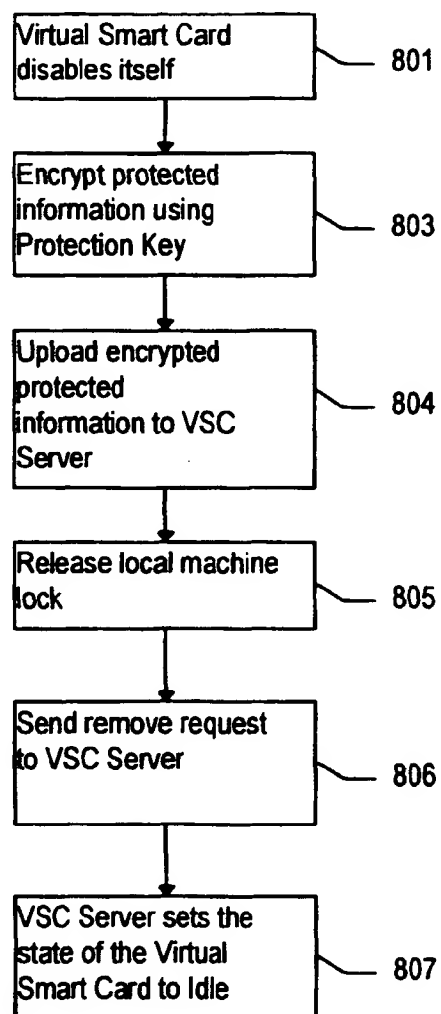 Virtual Smart Card
disables itself
801
Encrypt protected
information using
Protection Key
803
Upload encrypted
protected
information to VSC
Server
804
Release local machine
lock
805
Send remove request
to VSC Server
806
VSC Server sets the
state of the Virtual
Smart Card to Idle
807